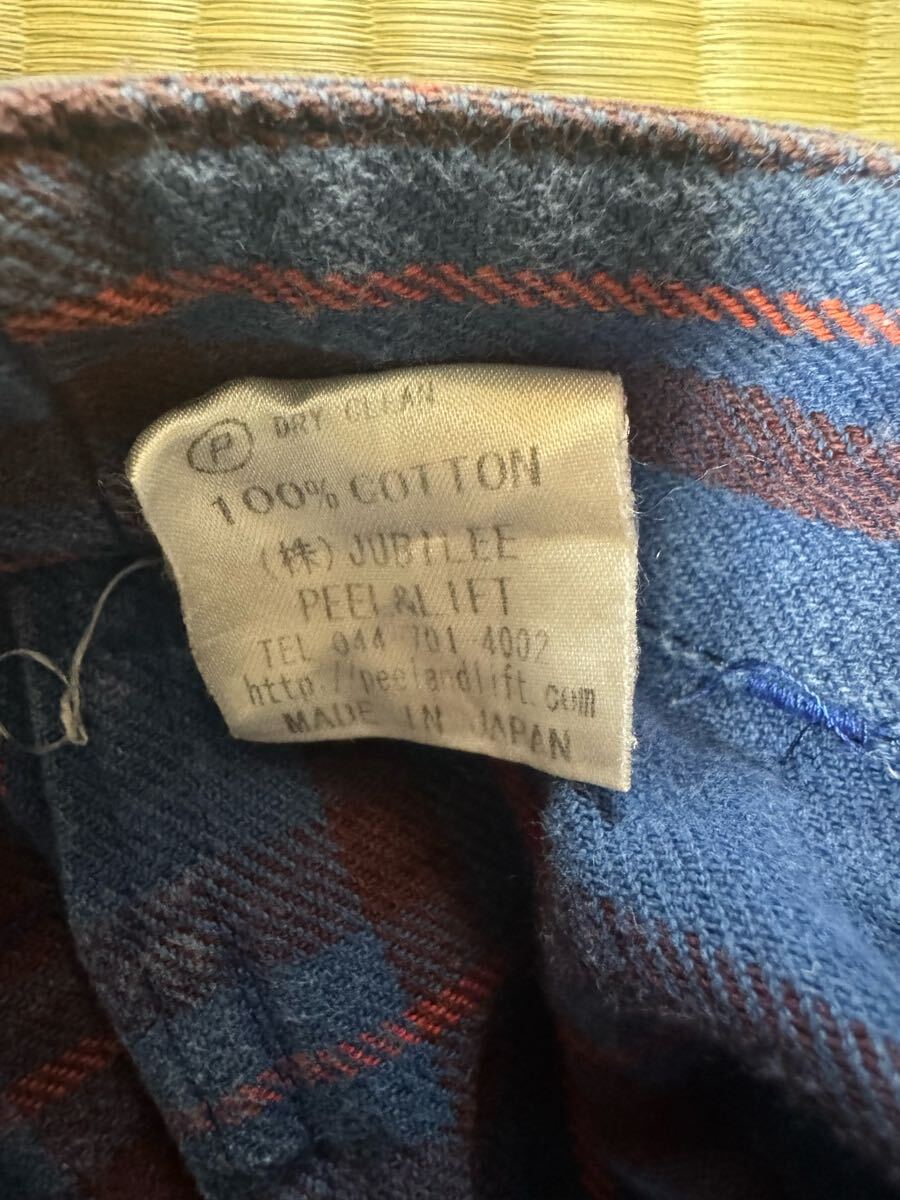 P DRY CLEAN
100% COTTON
(株) JUBILEE
PEEL&LIFT
TEL 044 701 4002
http://peelandlift.com
MADE IN JAPAN